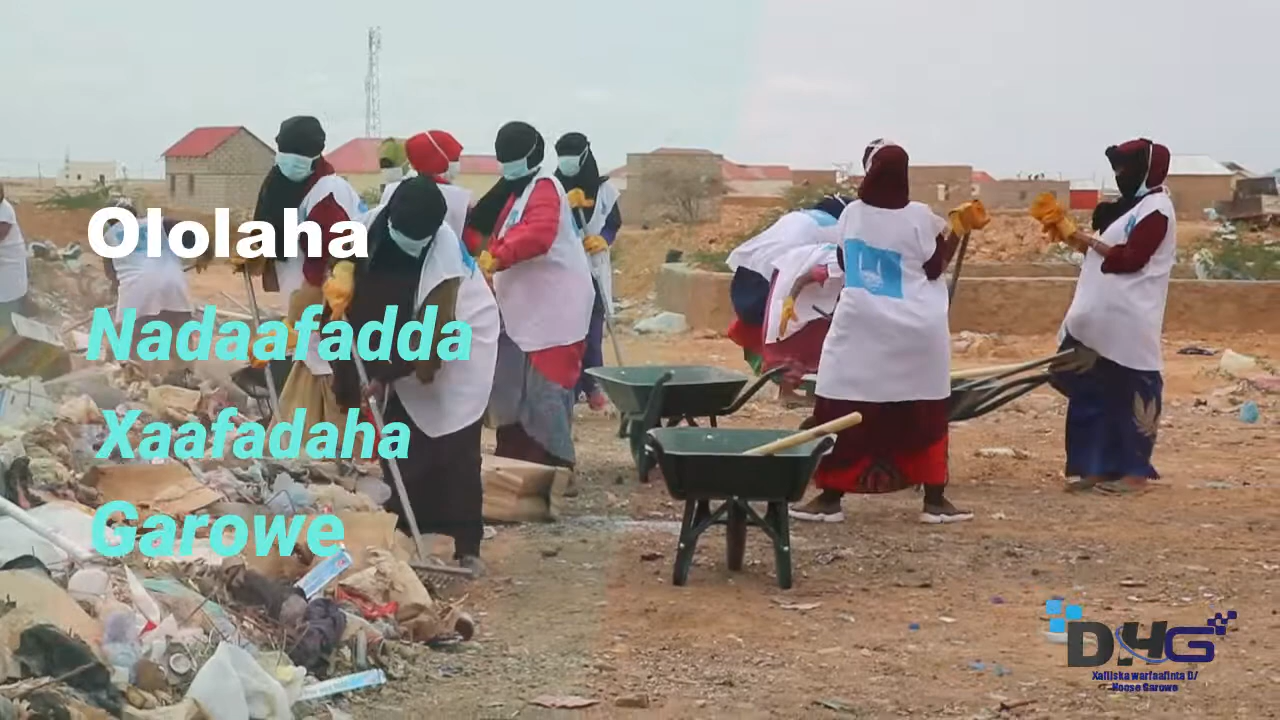 Ololaha
Nadaafadda
Xaafadaha
Garowe
DHG
Xafiiska warfaafinta D/
Hoose Garowe